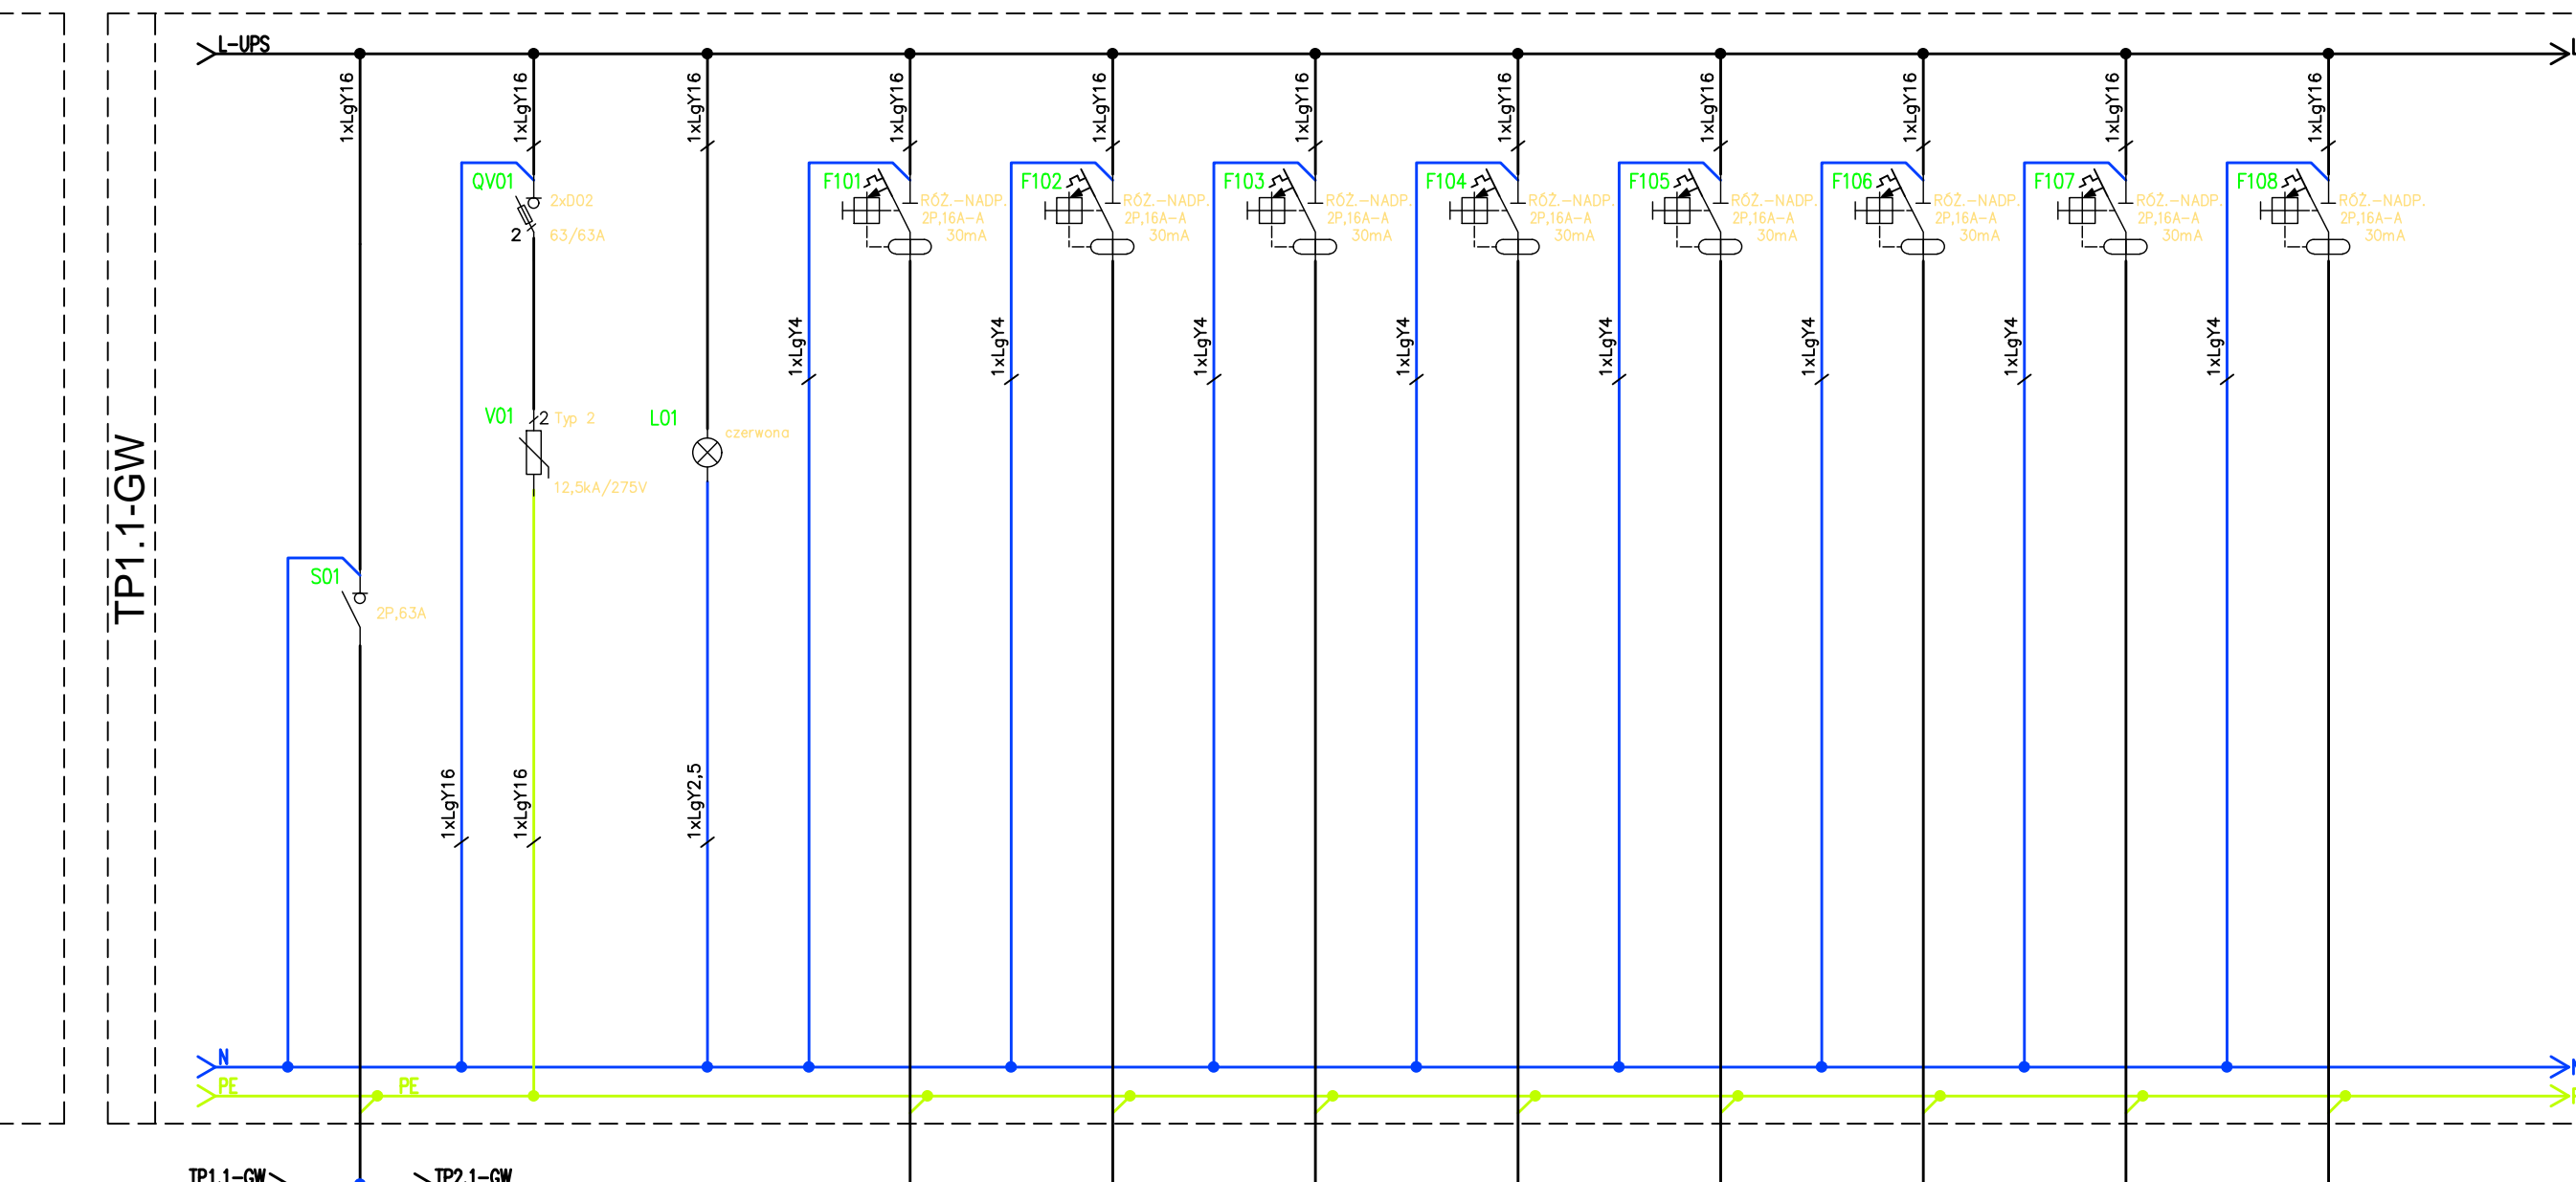 L-UPS
L
1xLgY16
1xLgY16
1xLgY16
1xLgY16
1xLgY16
1xLgY16
1xLgY16
1xLgY16
1xLgY16
1xLgY16
1xLgY16
QV01
2xD02
2
63/63A
F101
RÓŻ.-NADP.
2P,16A-A
30mA
F102
RÓŻ.-NADP.
2P,16A-A
30mA
F103
RÓŻ.-NADP.
2P,16A-A
30mA
F104
RÓŻ.-NADP.
2P,16A-A
30mA
F105
RÓŻ.-NADP.
2P,16A-A
30mA
F106
RÓŻ.-NADP.
2P,16A-A
30mA
F107
RÓŻ.-NADP.
2P,16A-A
30mA
F108
RÓŻ.-NADP.
2P,16A-A
30mA
1xLgY4
1xLgY4
1xLgY4
1xLgY4
1xLgY4
1xLgY4
1xLgY4
1xLgY4
V01
2
Typ 2
12,5kA/275V
L01
czerwona
TP1.1-GW
S01
2P,63A
1xLgY16
1xLgY16
1xLgY2,5
N
PE
PE
TP1.1-GW
TP2.1-GW